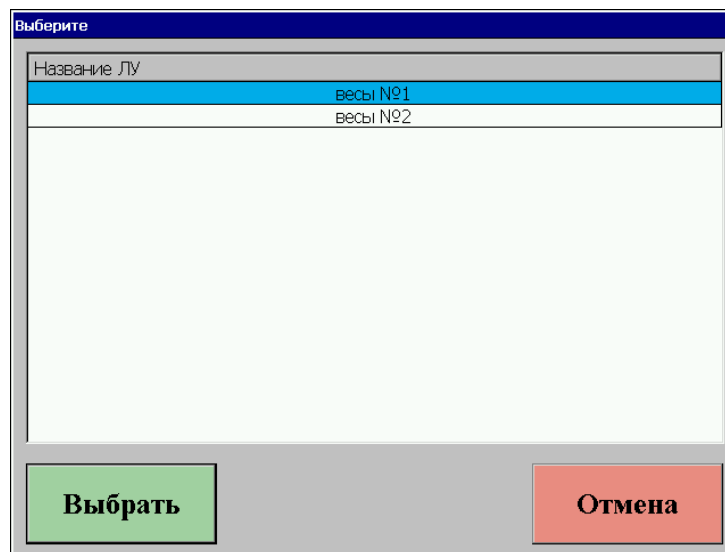 Выберите
Название ЛУ
весы №1
весы №2
Выбрать
Отмена